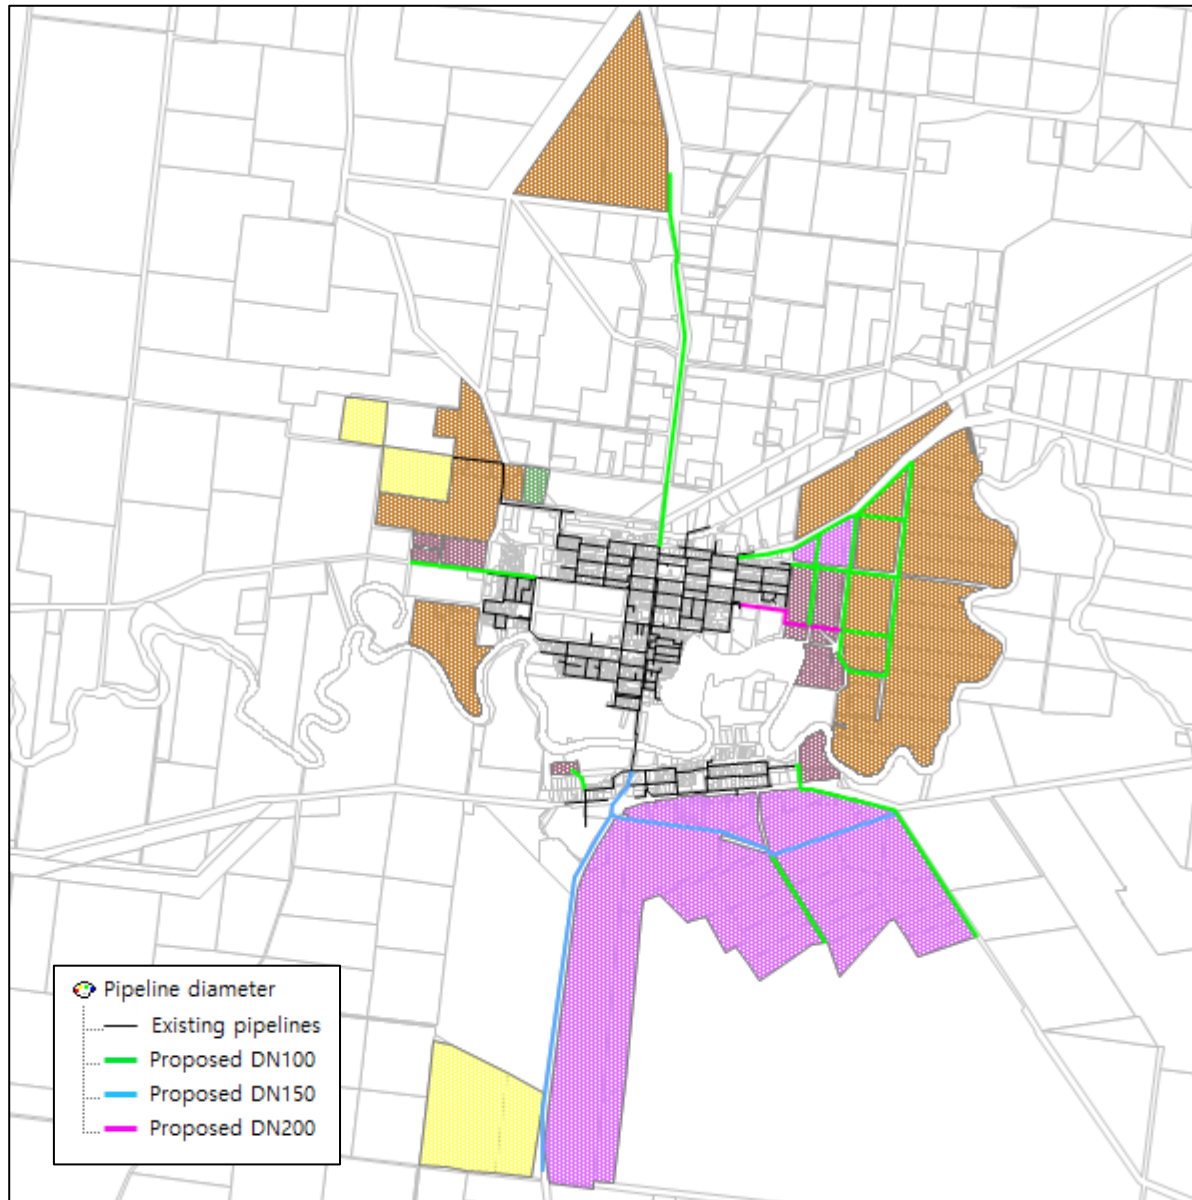 Pipeline diameter
Existing pipelines
Proposed DN100
Proposed DN150
Proposed DN200